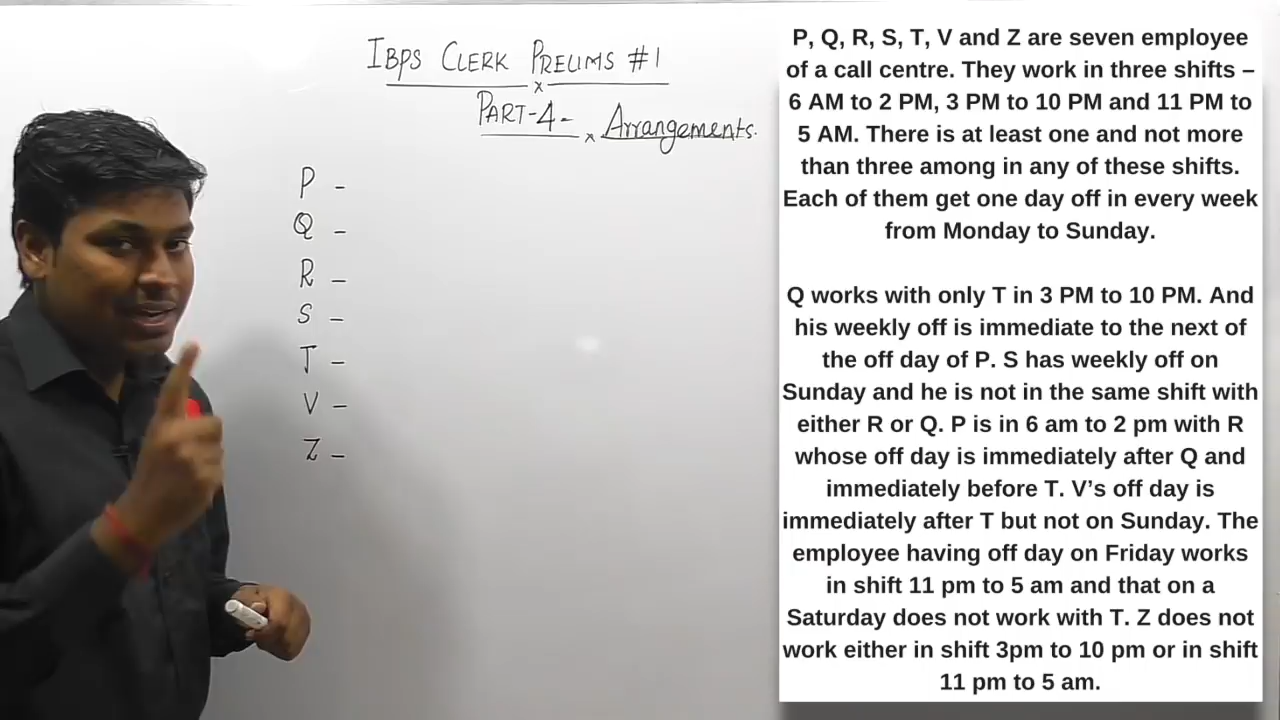 IBPS CLERK PRELIMS #1
PART-4- Arrangements.
P -
Q -
R -
S -
T -
V -
Z -
P, Q, R, S, T, V and Z are seven employee
of a call centre. They work in three shifts –
6 AM to 2 PM, 3 PM to 10 PM and 11 PM to
5 AM. There is at least one and not more
than three among in any of these shifts.
Each of them get one day off in every week
from Monday to Sunday.
Q works with only T in 3 PM to 10 PM. And
his weekly off is immediate to the next of
the off day of P. S has weekly off on
Sunday and he is not in the same shift with
either R or Q. P is in 6 am to 2 pm with R
whose off day is immediately after Q and
immediately before T. V’s off day is
immediately after T but not on Sunday. The
employee having off day on Friday works
in shift 11 pm to 5 am and that on a
Saturday does not work with T. Z does not
work either in shift 3pm to 10 pm or in shift
11 pm to 5 am.